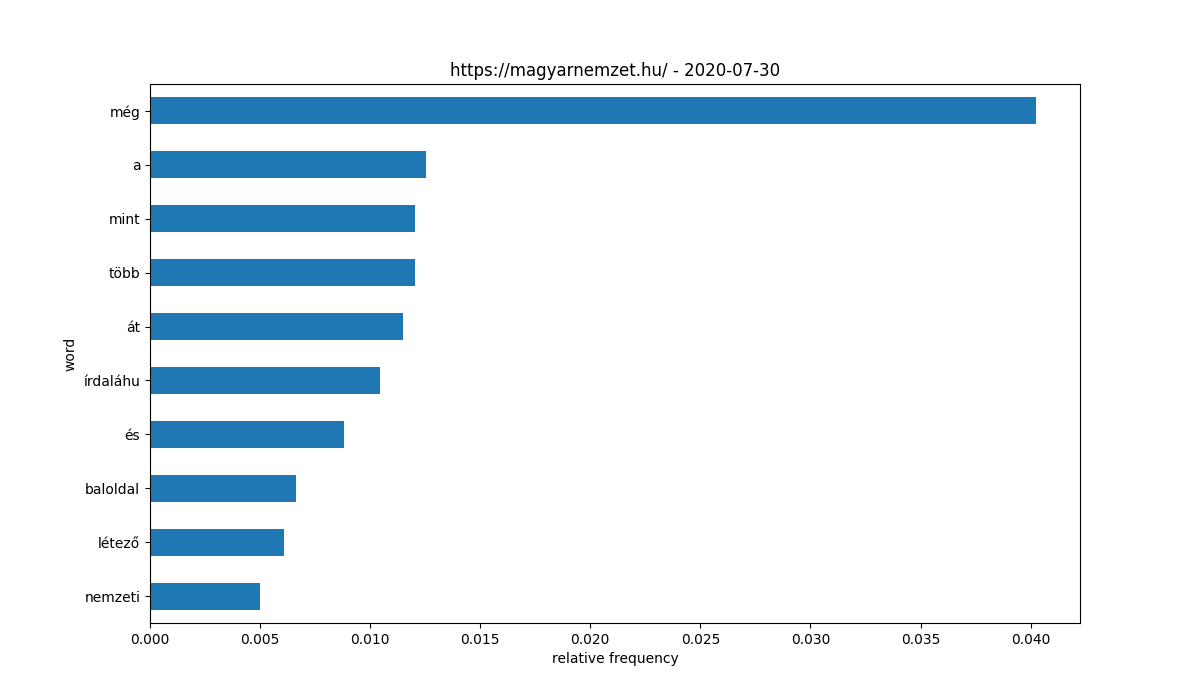 https://magyarnemzet.hu/ - 2020-07-30
még
a
mint
több
át
írdaláhu
és
baloldal
létező
nemzeti
word
0.000 0.005 0.010 0.015 0.020 0.025 0.030 0.035 0.040
relative frequency